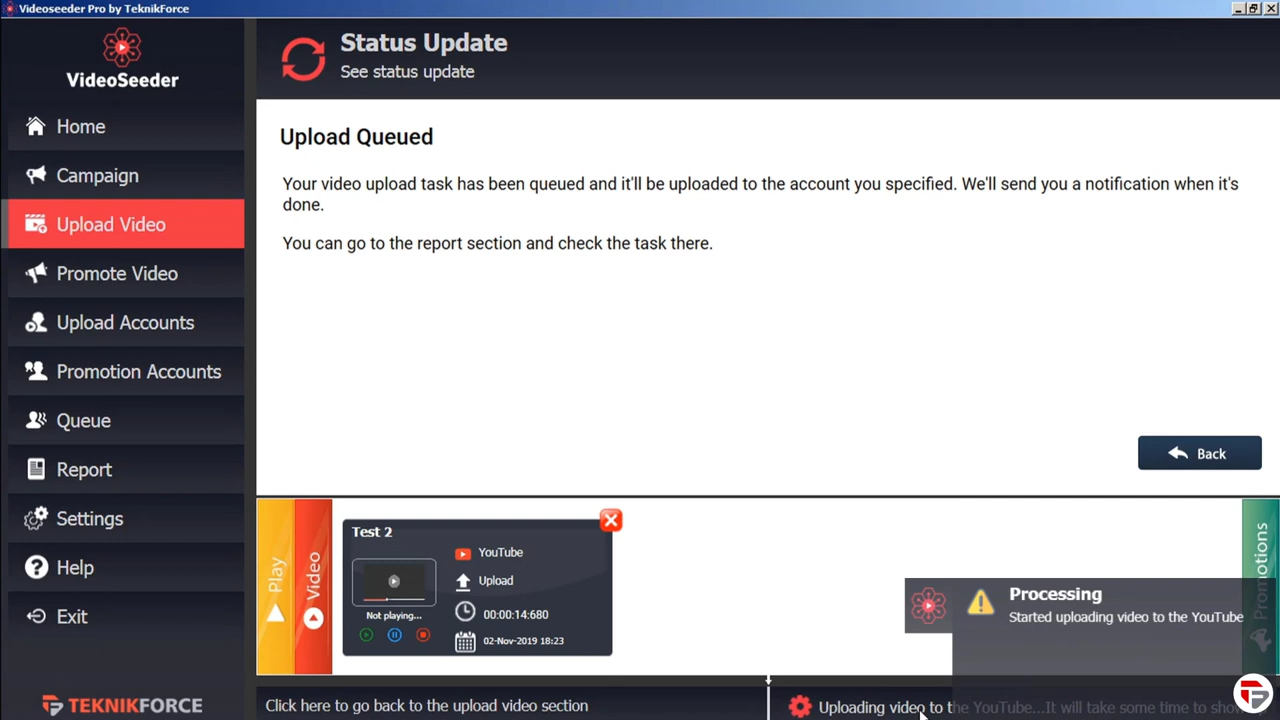 Videoseeder Pro by TeknikForce
VideoSeeder
Home
Campaign
Upload Video
Promote Video
Upload Accounts
Promotion Accounts
Queue
Report
Settings
Help
Exit
TEKNIKFORCE
Status Update
See status update
Upload Queued
Your video upload task has been queued and it'll be uploaded to the account you specified. We'll send you a notification when it's
done.
You can go to the report section and check the task there.
Back
Play
Video
Test 2
YouTube
Upload
Not playing...
00:00:14:680
02-Nov-2019 18:23
Promotions
Processing
Started uploading video to the YouTube
Click here to go back to the upload video section
Uploading video to the YouTube...It will take some time to